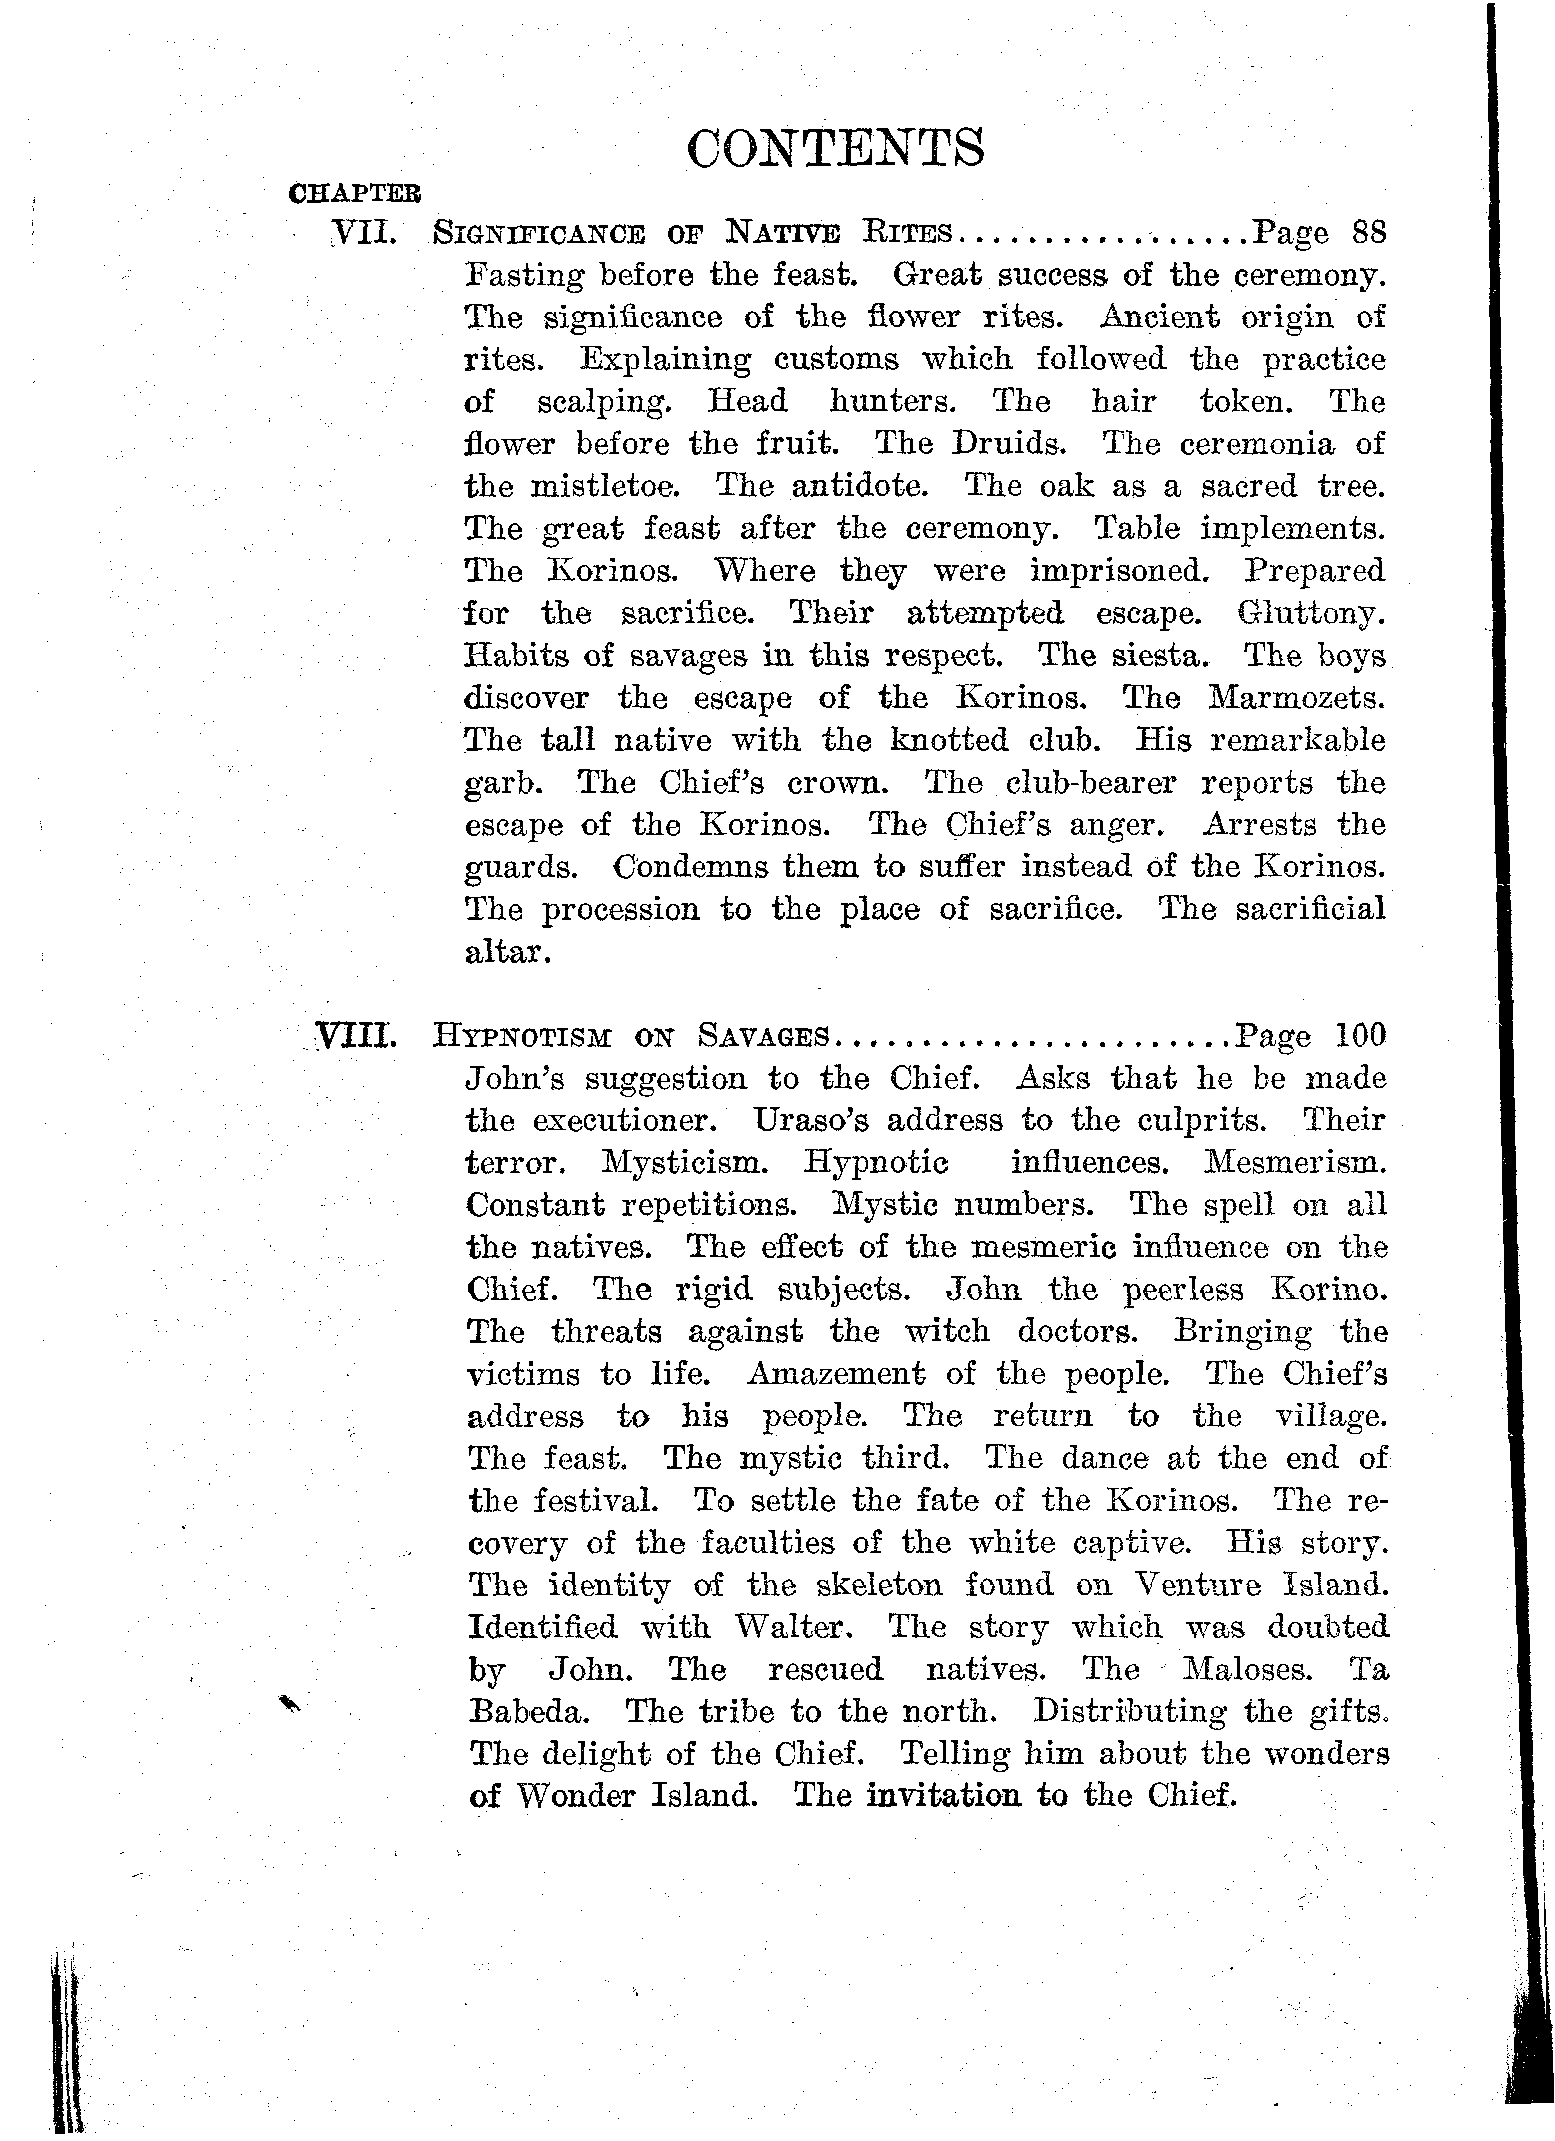 CONTENTS
CHAPTER
VII. SIGNIFICANCE OF NATIVE RITES.................Page 88
Fasting before the feast. Great success of the ceremony.
The significance of the flower rites. Ancient origin of
rites. Explaining customs which followed the practice
of scalping. Head hunters. The hair token. The
flower before the fruit. The Druids. The ceremonia of
the mistletoe. The antidote. The oak as a sacred tree.
The great feast after the ceremony. Table implements.
The Korinos. Where they were imprisoned. Prepared
for the sacrifice. Their attempted escape. Gluttony.
Habits of savages in this respect. The siesta. The boys
discover the escape of the Korinos. The Marmozets.
The tall native with the knotted club. His remarkable
garb. The Chief's crown. The club-bearer reports the
escape of the Korinos. The Chief's anger. Arrests the
guards. Condemns them to suffer instead of the Korinos.
The procession to the place of sacrifice. The sacrificial
altar.
VIII. HYPNOTISM ON SAVAGES.......................Page 100
John's suggestion to the Chief. Asks that he be made
the executioner. Uraso's address to the culprits. Their
terror. Mysticism. Hypnotic influences. Mesmerism.
Constant repetitions. Mystic numbers. The spell on all
the natives. The effect of the mesmeric influence on the
Chief. The rigid subjects. John the peerless Korino.
The threats against the witch doctors. Bringing the
victims to life. Amazement of the people. The Chief's
address to his people. The return to the village.
The feast. The mystic third. The dance at the end of
the festival. To settle the fate of the Korinos. The re-
covery of the faculties of the white captive. His story.
The identity of the skeleton found on Venture Island.
Identified with Walter. The story which was doubted
by John. The rescued natives. The Maloses. Ta
Babeda. The tribe to the north. Distributing the gifts.
The delight of the Chief. Telling him about the wonders
of Wonder Island. The invitation to the Chief.